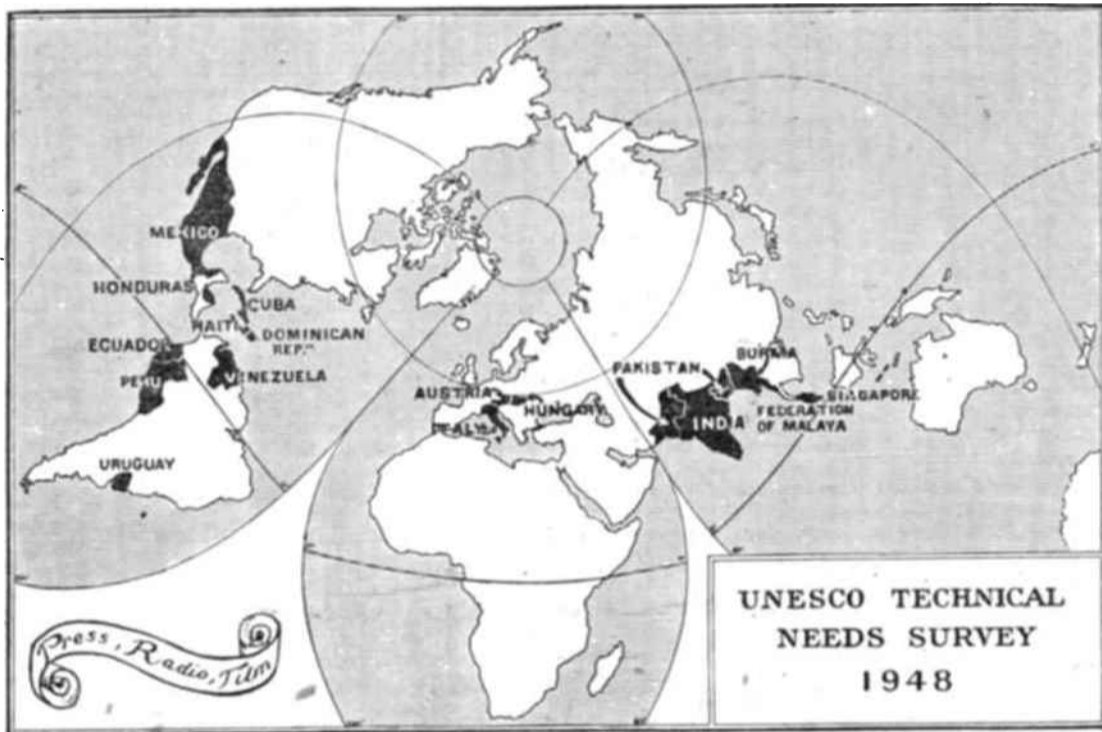 MEXICO
HONDURAS
CUBA
HAITI
DOMINICAN
REP.
ECUADOR
PERU
VENEZUELA
URUGUAY
AUSTRIA
HUNGARY
ITALY
PAKISTAN
BURMA
INDIA
SINGAPORE
FEDERATION
OF MALAYA
Press, Radio, Film
UNESCO TECHNICAL
NEEDS SURVEY
1948